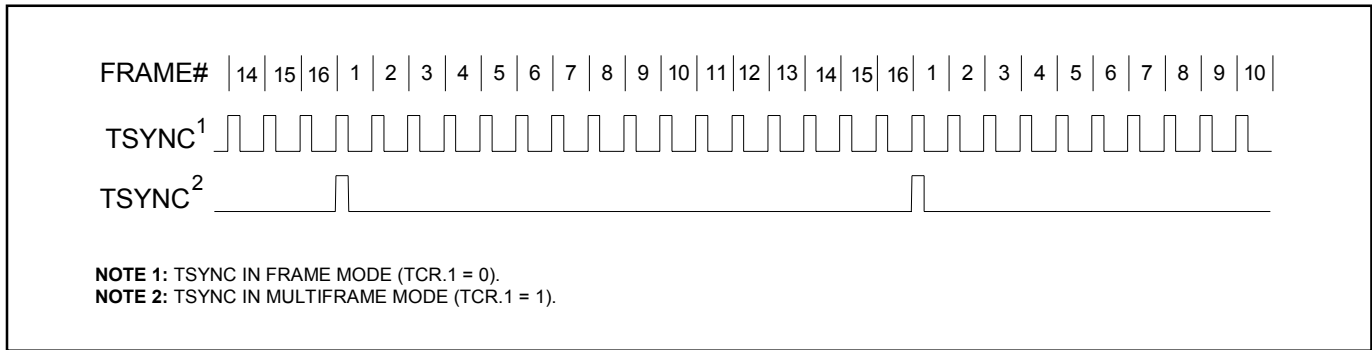 FRAME# 14 15 16 1 2 3 4 5 6 7 8 9 10 11 12 13 14 15 16 1 2 3 4 5 6 7 8 9 10
TSYNC1
TSYNC2
NOTE 1: TSYNC IN FRAME MODE (TCR.1 = 0).
NOTE 2: TSYNC IN MULTIFRAME MODE (TCR.1 = 1).